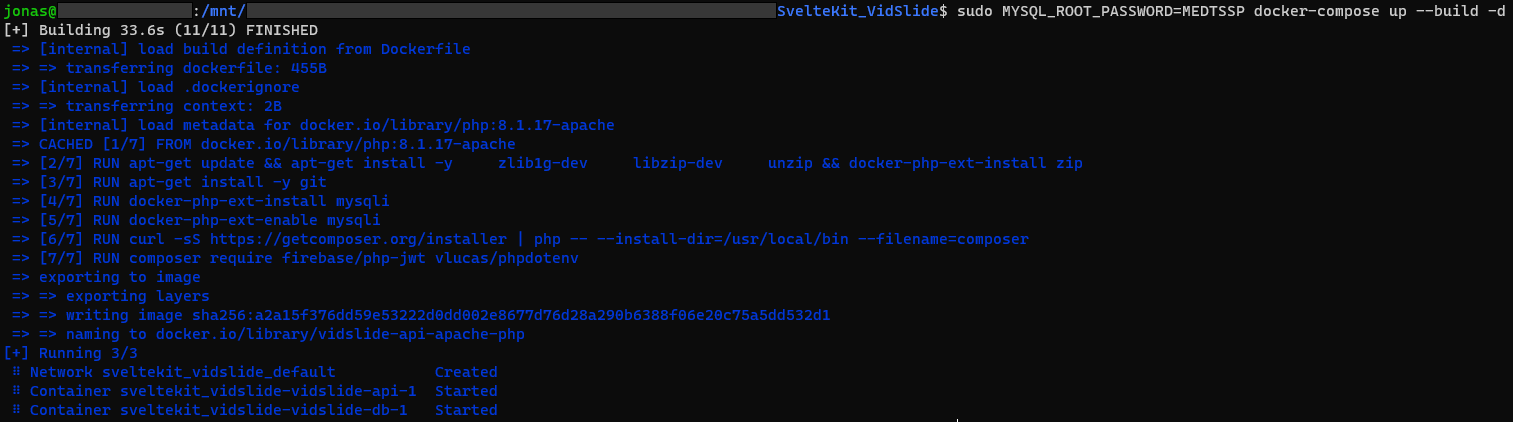 jonas@ :/mnt/ SvelteKit_VidSlide$ sudo MYSQL_ROOT_PASSWORD=MEDTSSP docker-compose up --build -d
[+] Building 33.6s (11/11) FINISHED
=> [internal] load build definition from Dockerfile
=> => transferring dockerfile: 455B
=> [internal] load .dockerignore
=> => transferring context: 2B
=> [internal] load metadata for docker.io/library/php:8.1.17-apache
=> CACHED [1/7] FROM docker.io/library/php:8.1.17-apache
=> [2/7] RUN apt-get update && apt-get install -y     zlib1g-dev     libzip-dev     unzip && docker-php-ext-install zip
=> [3/7] RUN apt-get install -y git
=> [4/7] RUN docker-php-ext-install mysqli
=> [5/7] RUN docker-php-ext-enable mysqli
=> [6/7] RUN curl -sS https://getcomposer.org/installer | php -- --install-dir=/usr/local/bin --filename=composer
=> [7/7] RUN composer require firebase/php-jwt vlucas/phpdotenv
=> exporting to image
=> => exporting layers
=> => writing image sha256:a2a15f376dd59e53222d0dd002e8677d76d28a290b6388f06e20c75a5dd532d1
=> => naming to docker.io/library/vidslide-api-apache-php
[+] Running 3/3
⠿ Network sveltekit_vidslide_default           Created
⠿ Container sveltekit_vidslide-vidslide-api-1  Started
⠿ Container sveltekit_vidslide-vidslide-db-1   Started